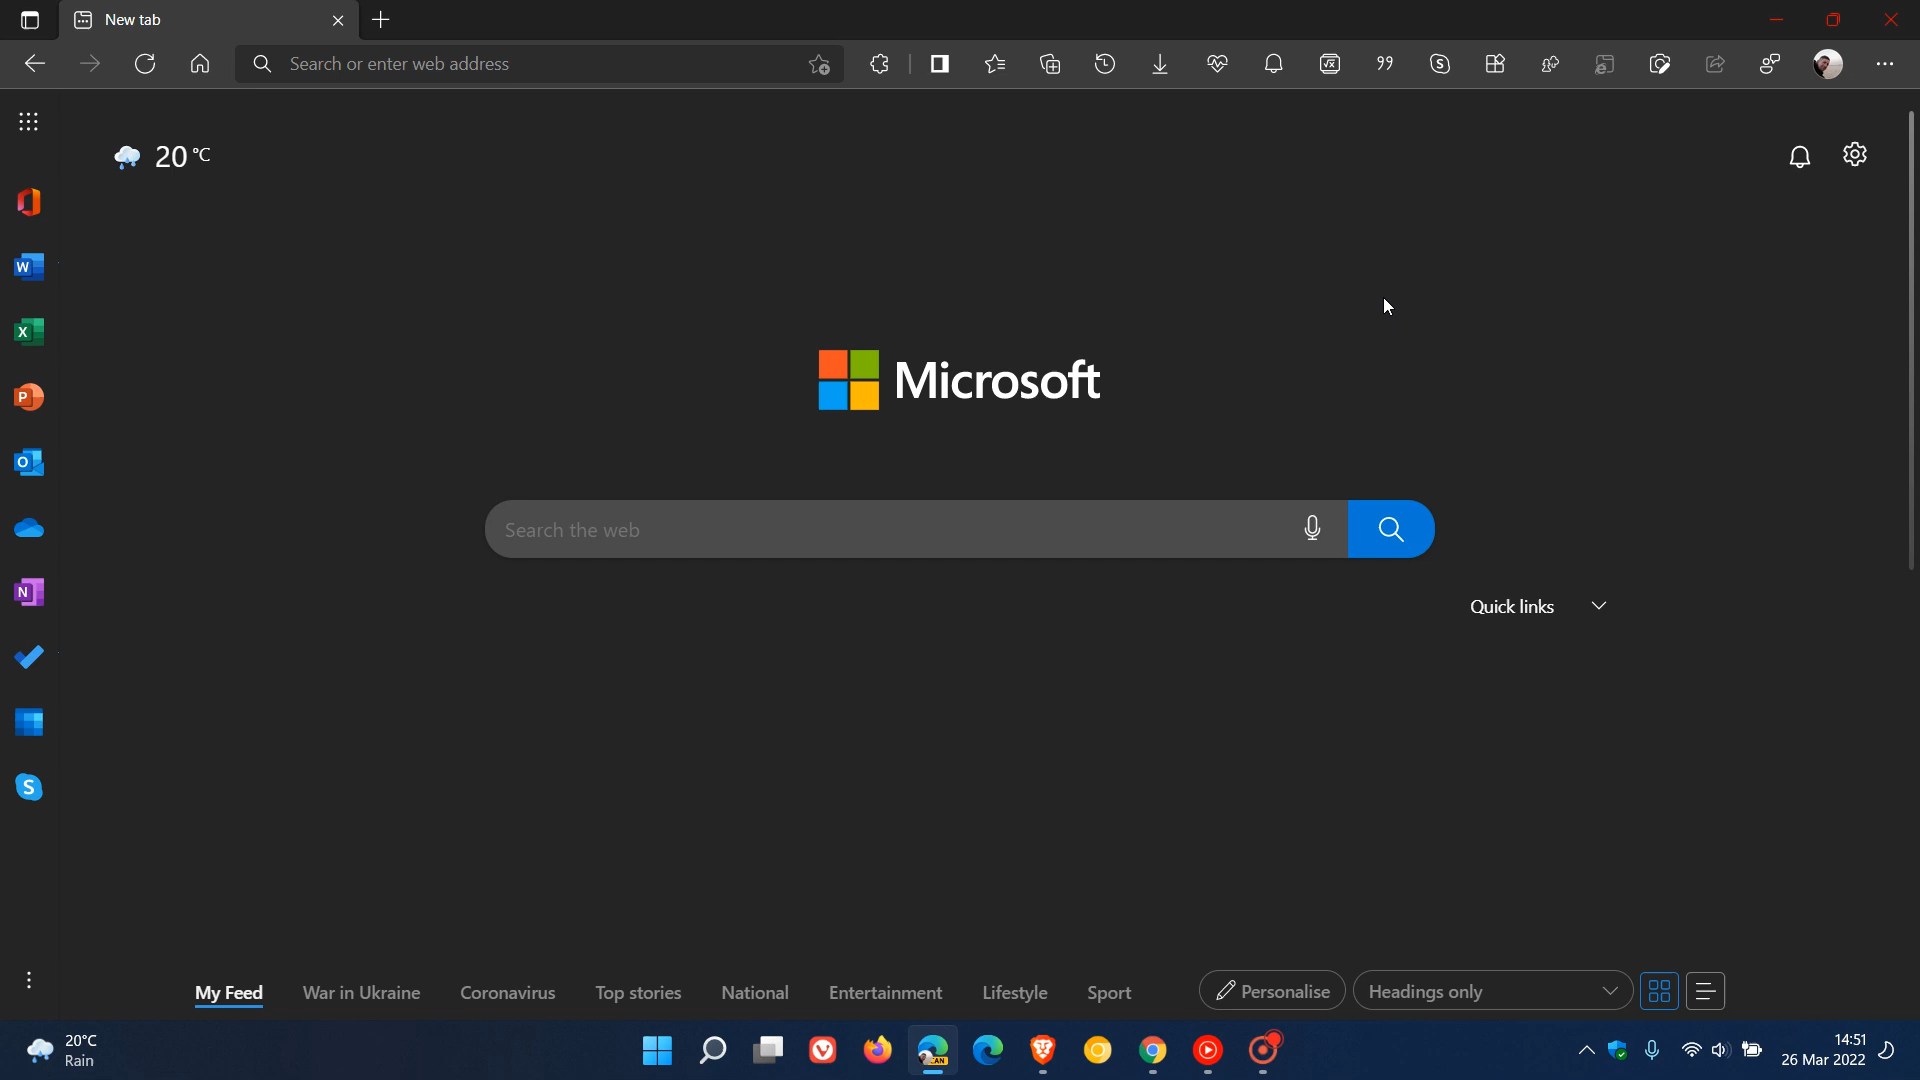 New tab
Search or enter web address
20 °C
Microsoft
Search the web
Quick links
My Feed War in Ukraine Coronavirus Top stories National Entertainment Lifestyle Sport Personalise Headings only
20°C
Rain
14:51
26 Mar 2022